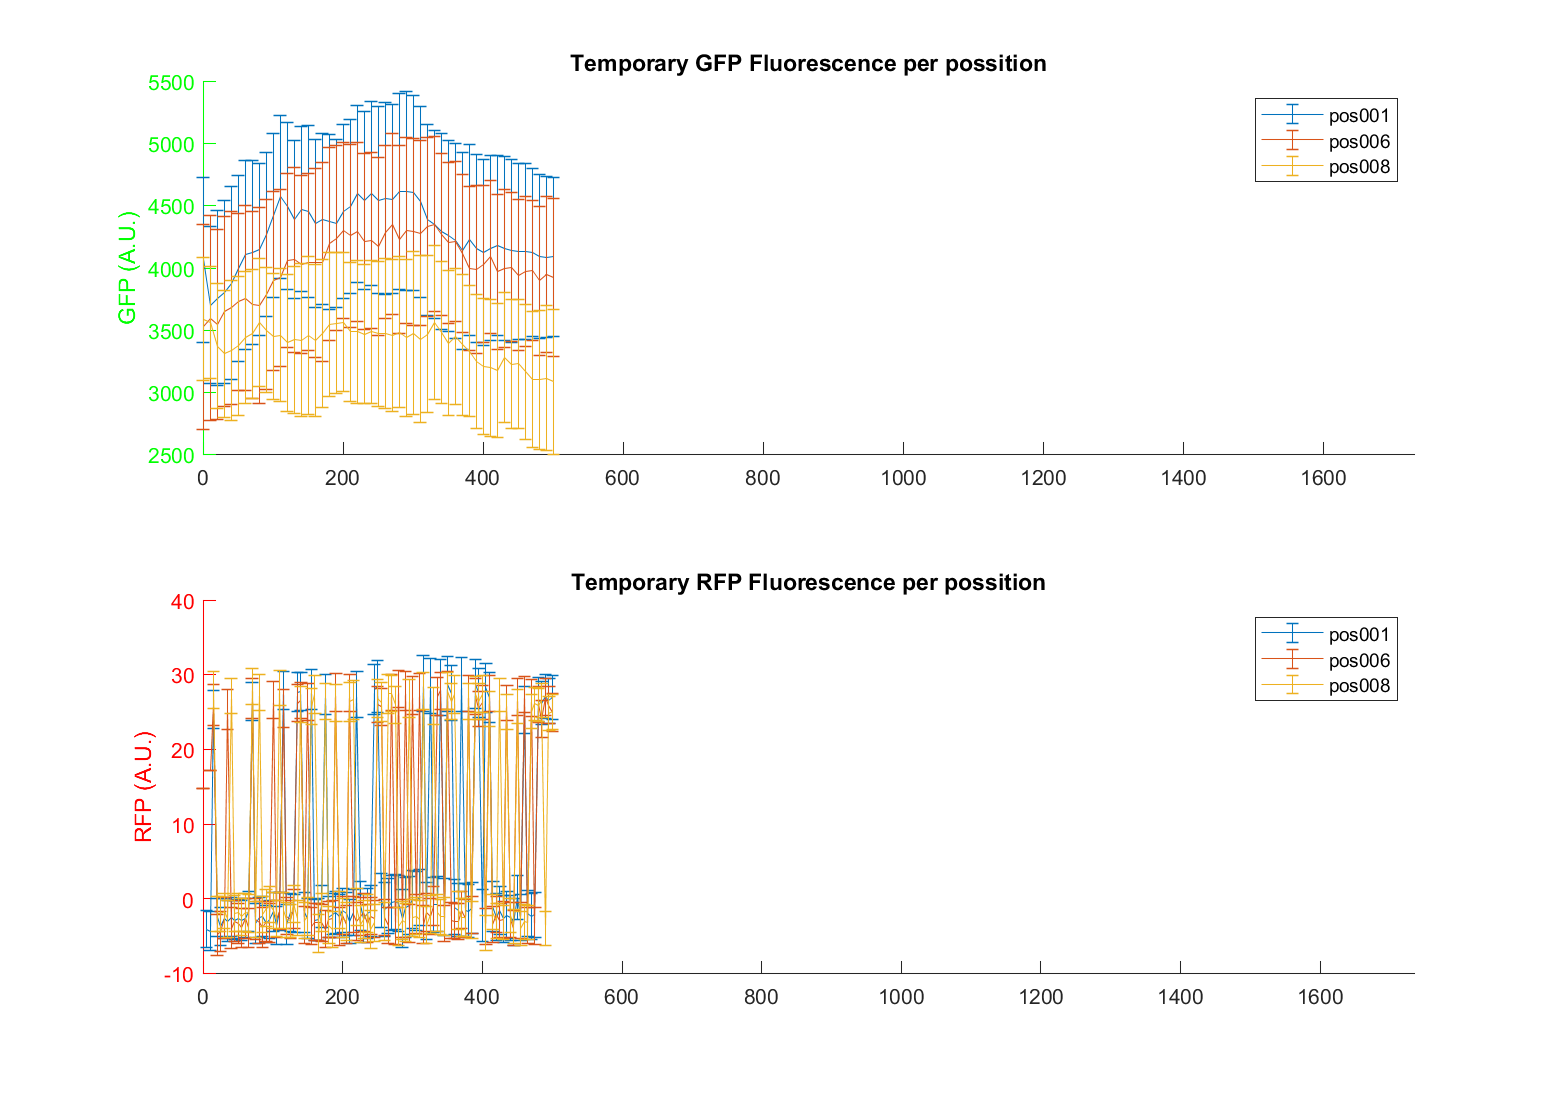 Temporary GFP Fluorescence per possition
5500
5000
4500
4000
3500
3000
2500
GFP (A.U.)
0 200 400 600 800 1000 1200 1400 1600
pos001
pos006
pos008
Temporary RFP Fluorescence per possition
40
30
20
10
0
-10
RFP (A.U.)
0 200 400 600 800 1000 1200 1400 1600
pos001
pos006
pos008